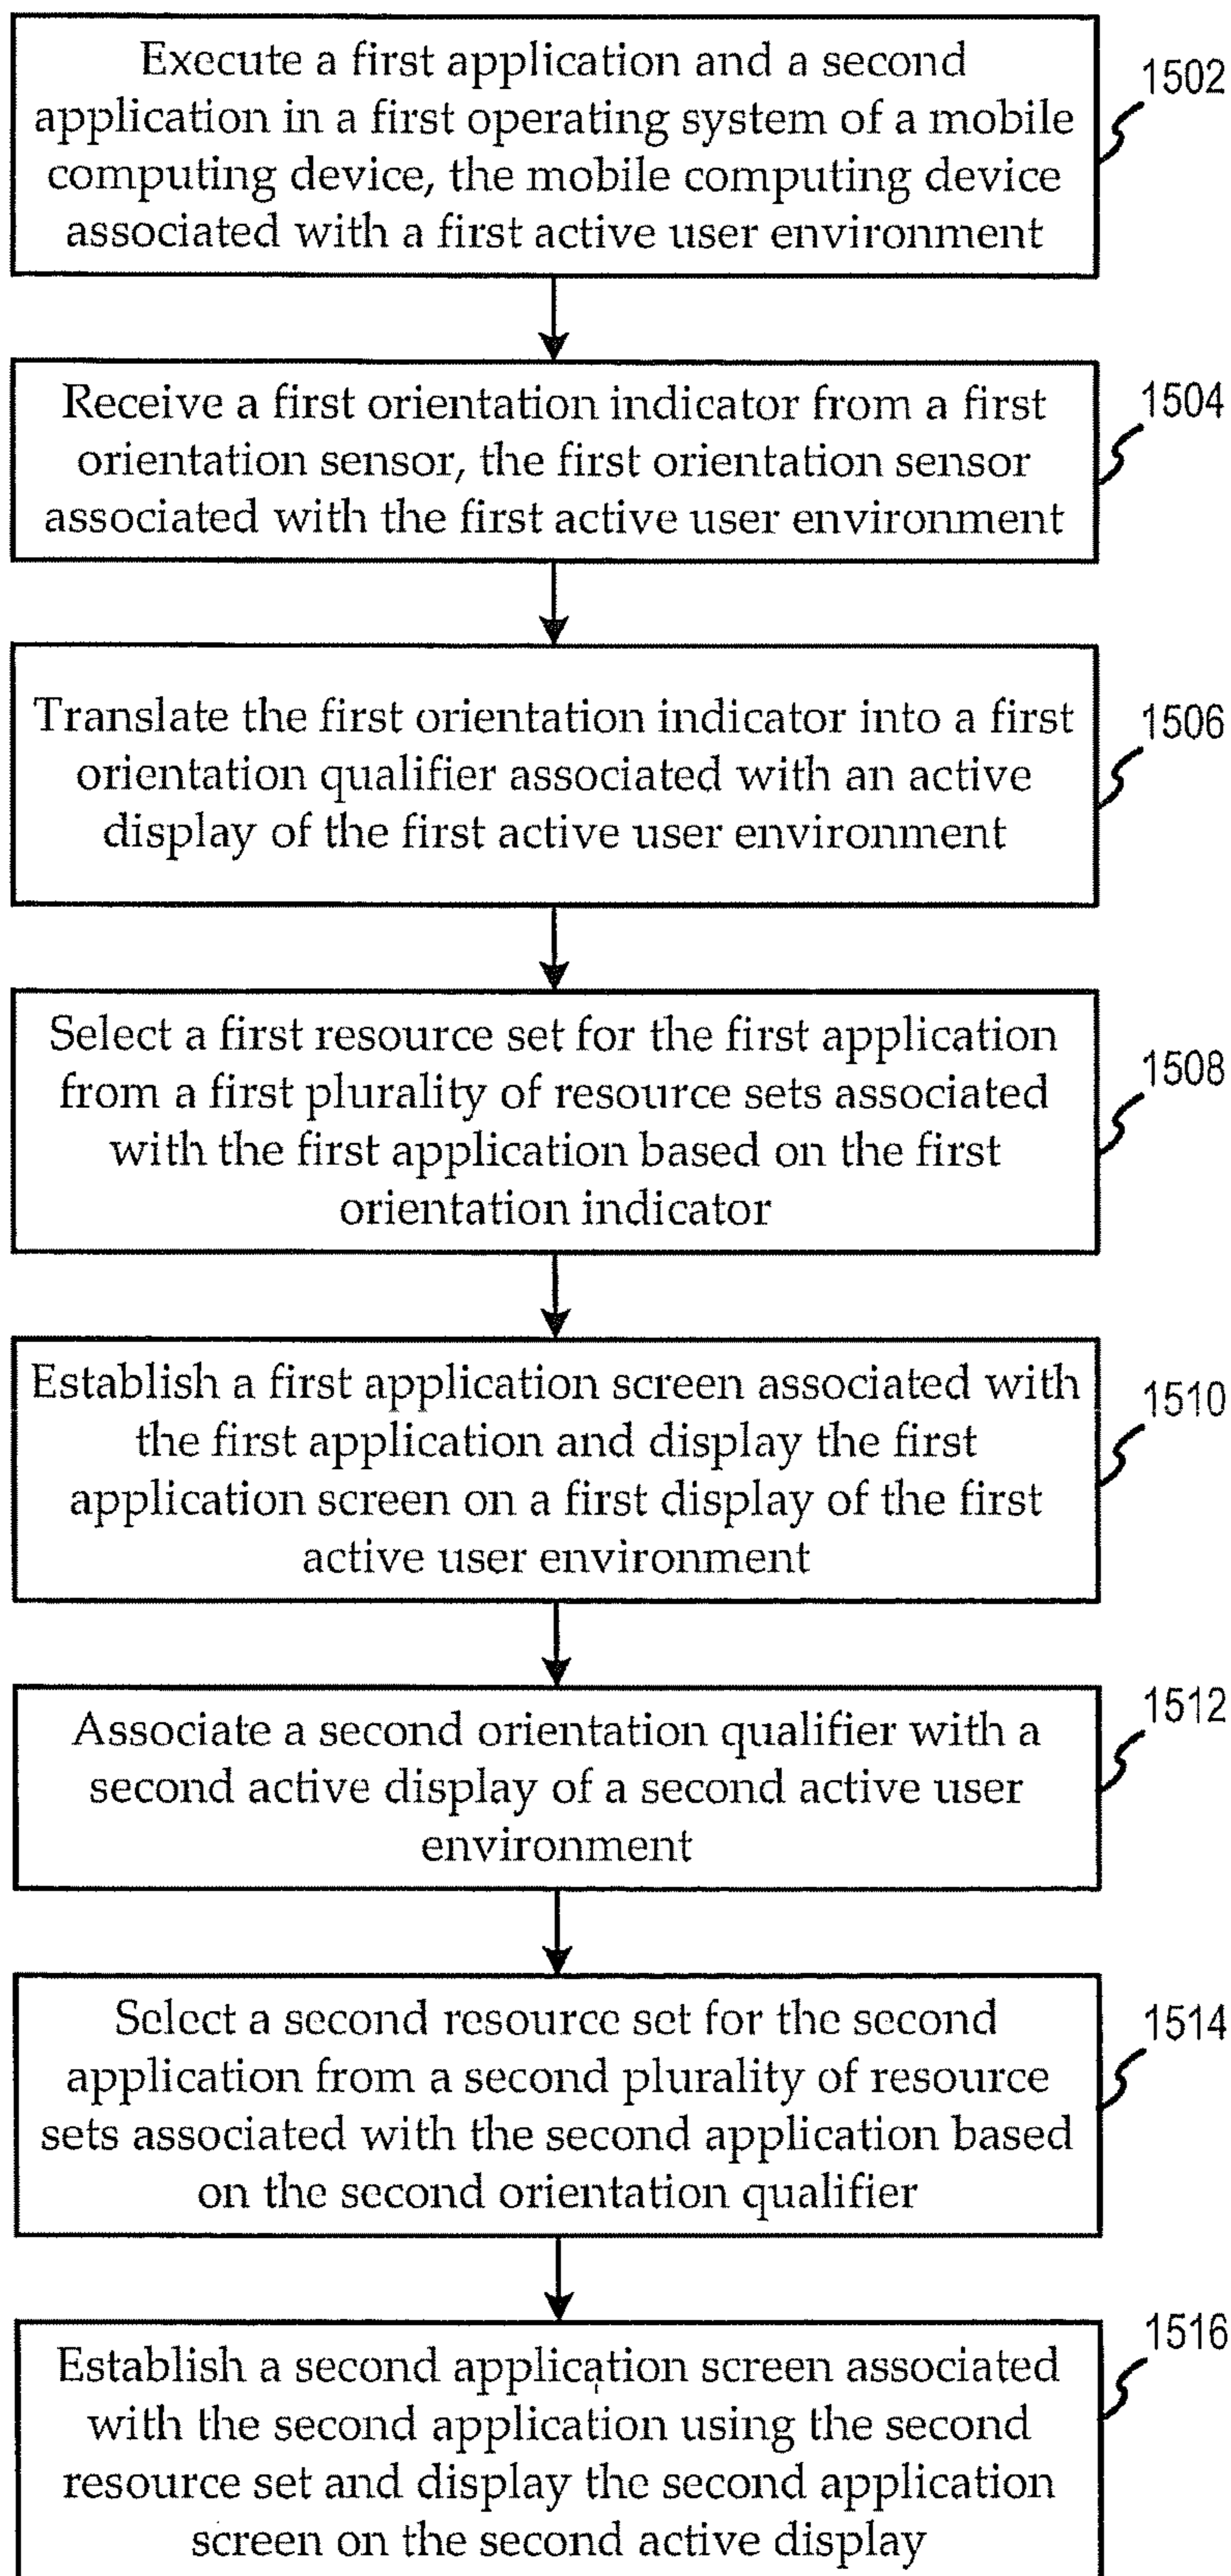 Execute a first application and a second
application in a first operating system of a mobile
computing device, the mobile computing device
associated with a first active user environment
1502
Receive a first orientation indicator from a first
orientation sensor, the first orientation sensor
associated with the first active user environment
1504
Translate the first orientation indicator into a first
orientation qualifier associated with an active
display of the first active user environment
1506
Select a first resource set for the first application
from a first plurality of resource sets associated
with the first application based on the first
orientation indicator
1508
Establish a first application screen associated with
the first application and display the first
application screen on a first display of the first
active user environment
1510
Associate a second orientation qualifier with a
second active display of a second active user
environment
1512
Select a second resource set for the second
application from a second plurality of resource
sets associated with the second application based
on the second orientation qualifier
1514
Establish a second application screen associated
with the second application using the second
resource set and display the second application
screen on the second active display
1516